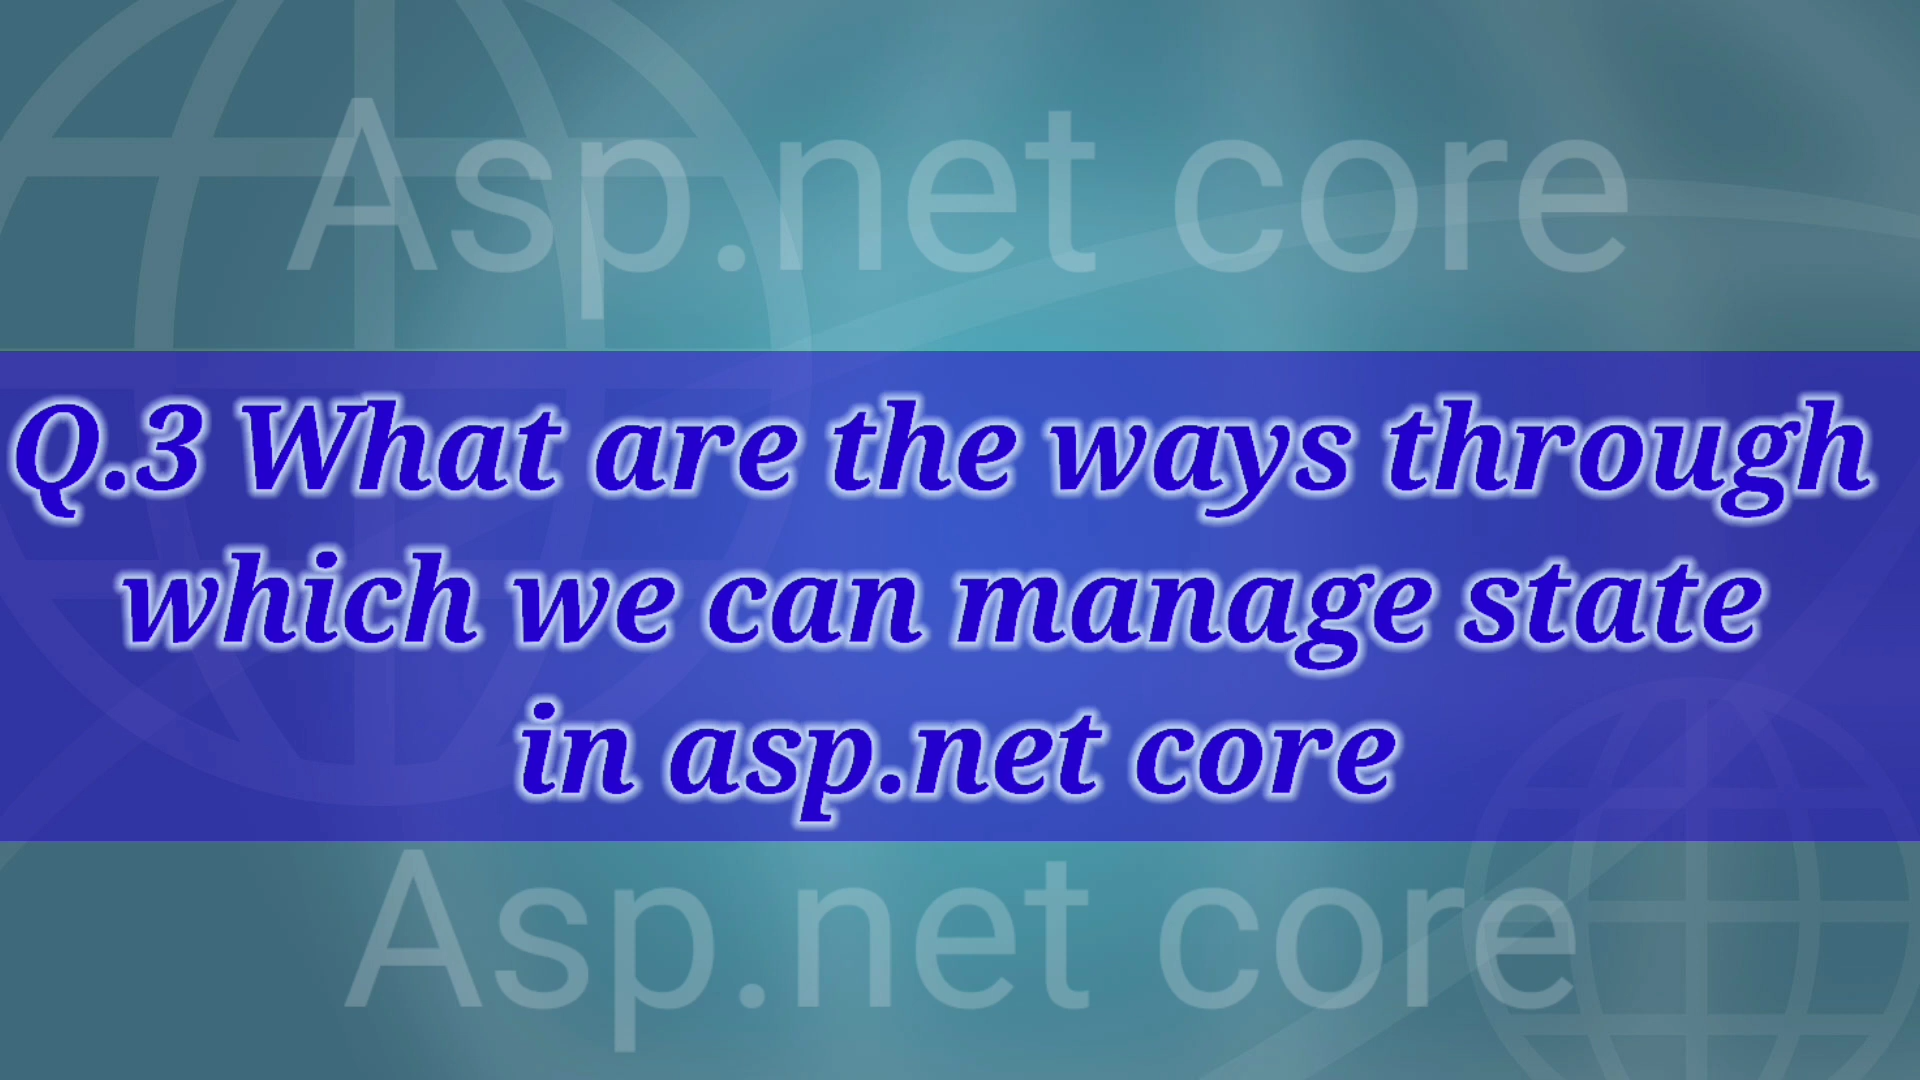 Asp.net core
Q.3 What are the ways through
which we can manage state
in asp.net core
Asp.net core